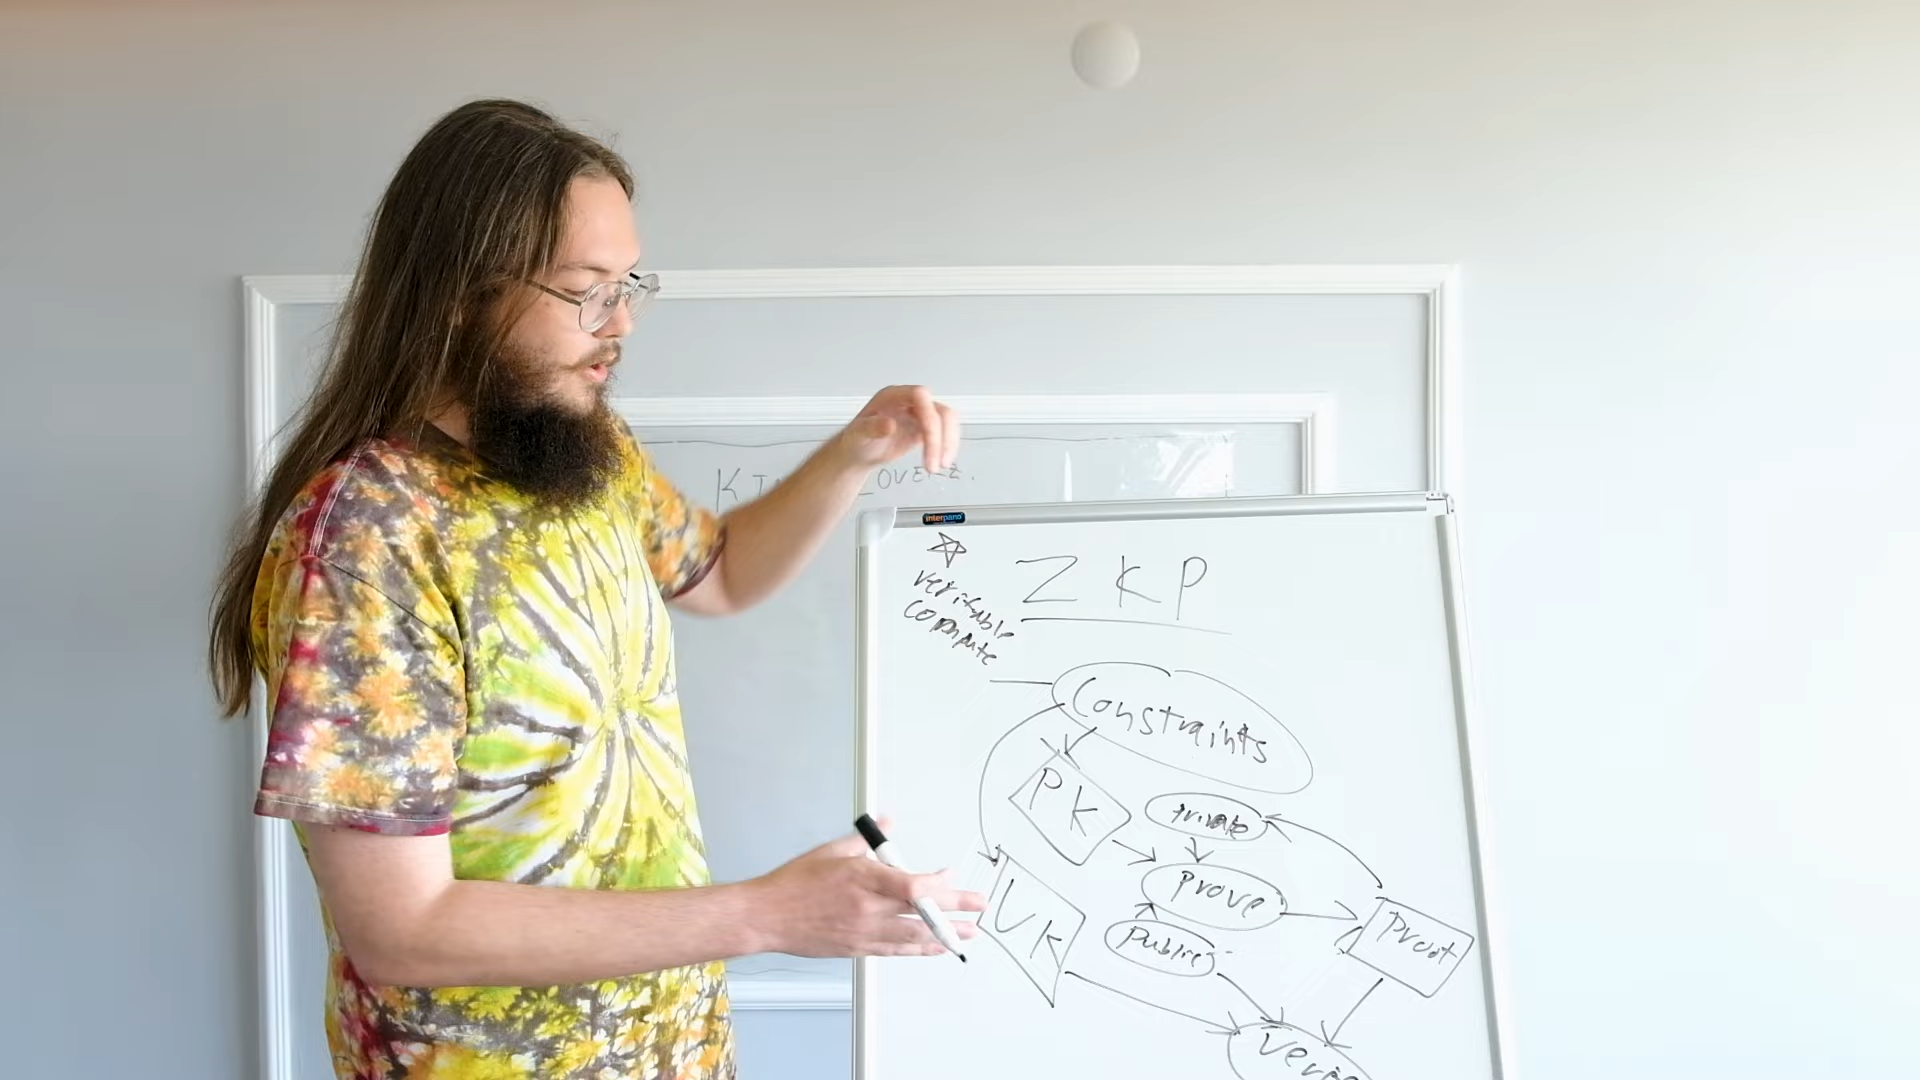 interpano
ZKP
verifiable
compute
Constraints
PK
private
Prove
VK
Public
Proof